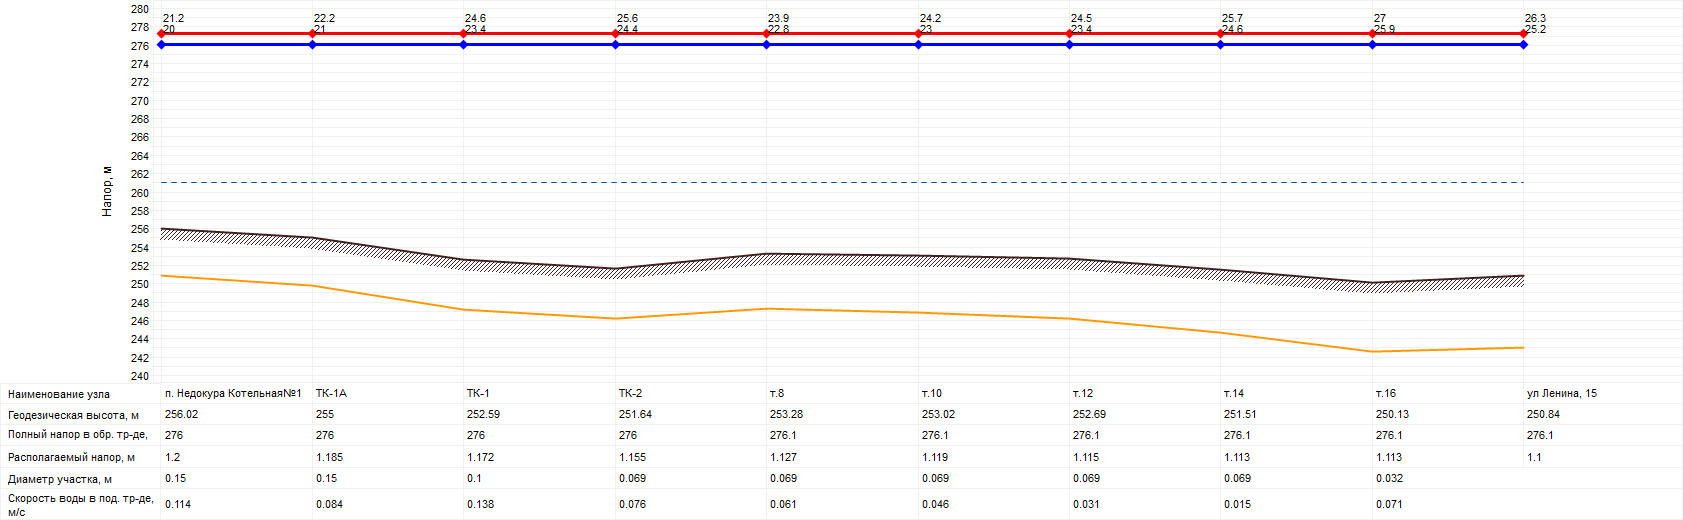 280
278
276
274
272
270
268
266
264
262
260
258
256
254
252
250
248
246
244
242
240
Напор, м
21.2 22.2 24.6 25.6 23.9 24.2 24.5 25.7 27 26.3
20 21 23.4 24.4 22.8 23 23.4 24.6 25.9 25.2
Наименование узла п. Недокура Котельная№1 ТК-1А ТК-1 ТК-2 т.8 т.10 т.12 т.14 т.16 ул Ленина, 15
Геодезическая высота, м 256.02 255 252.59 251.64 253.28 253.02 252.69 251.51 250.13 250.84
Полный напор в обр. тр-де, 276 276 276 276 276.1 276.1 276.1 276.1 276.1 276.1
Располагаемый напор, м 1.2 1.185 1.172 1.155 1.127 1.119 1.115 1.113 1.113 1.1
Диаметр участка, м 0.15 0.15 0.1 0.069 0.069 0.069 0.069 0.069 0.032
Скорость воды в под. тр-де,
м/с 0.114 0.084 0.138 0.076 0.061 0.046 0.031 0.015 0.071